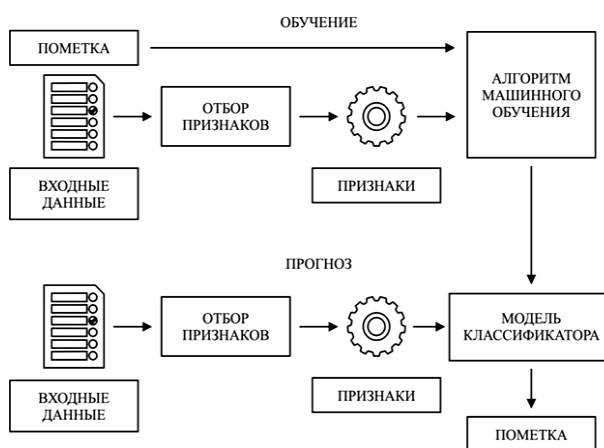 ОБУЧЕНИЕ
ПОМЕТКА
АЛГОРИТМ
МАШИННОГО
ОБУЧЕНИЯ
ОТБОР
ПРИЗНАКОВ
ВХОДНЫЕ
ДАННЫЕ
ПРИЗНАКИ
ПРОГНОЗ
ОТБОР
ПРИЗНАКОВ
МОДЕЛЬ
КЛАССИФИКАТОРА
ВХОДНЫЕ
ДАННЫЕ
ПРИЗНАКИ
ПОМЕТКА